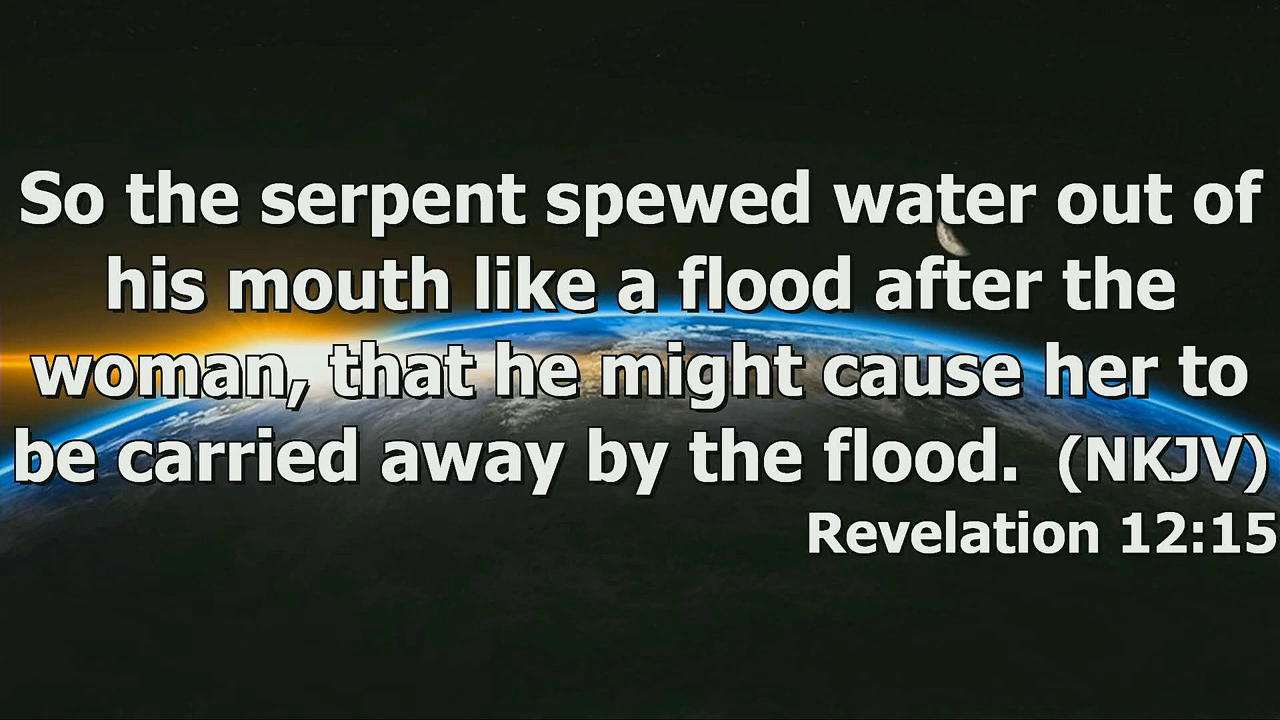 So the serpent spewed water out of
his mouth like a flood after the
woman, that he might cause her to
be carried away by the flood. (NKJV)
Revelation 12:15